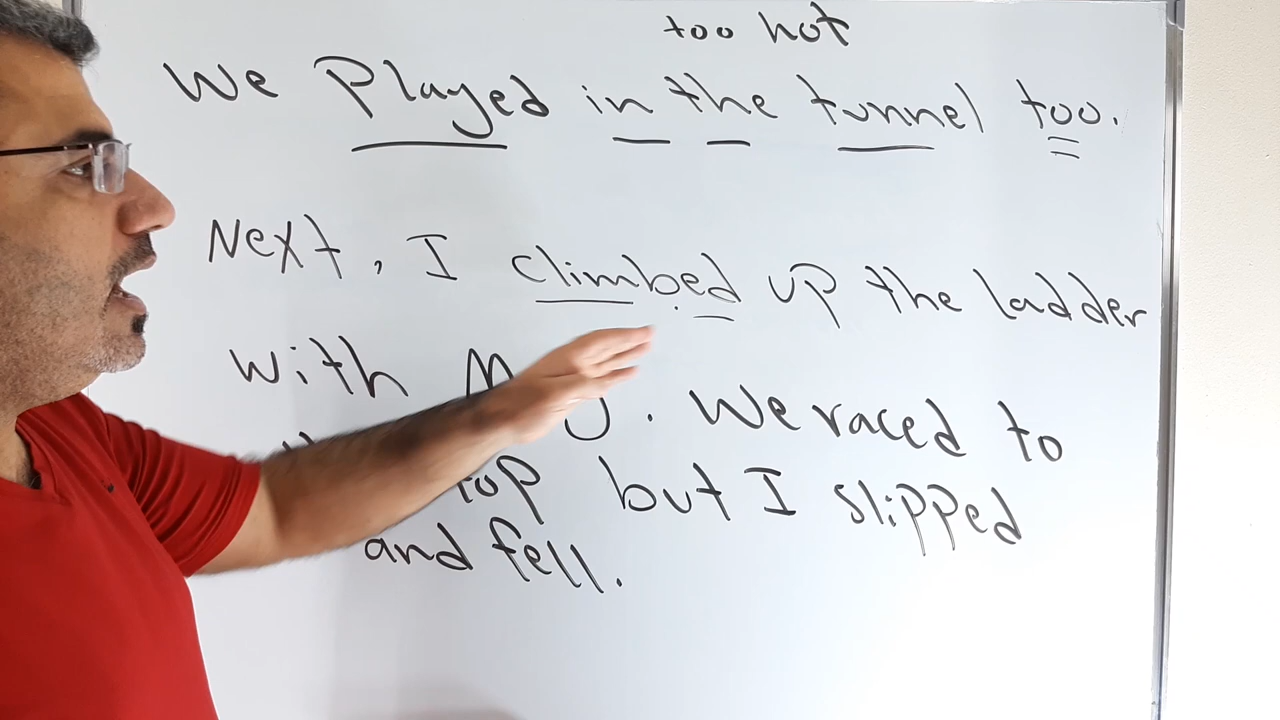 too hot
We Played in the tunnel too.
Next, I climbed up the ladder
with . We raced to
top but I slipped
and fell.